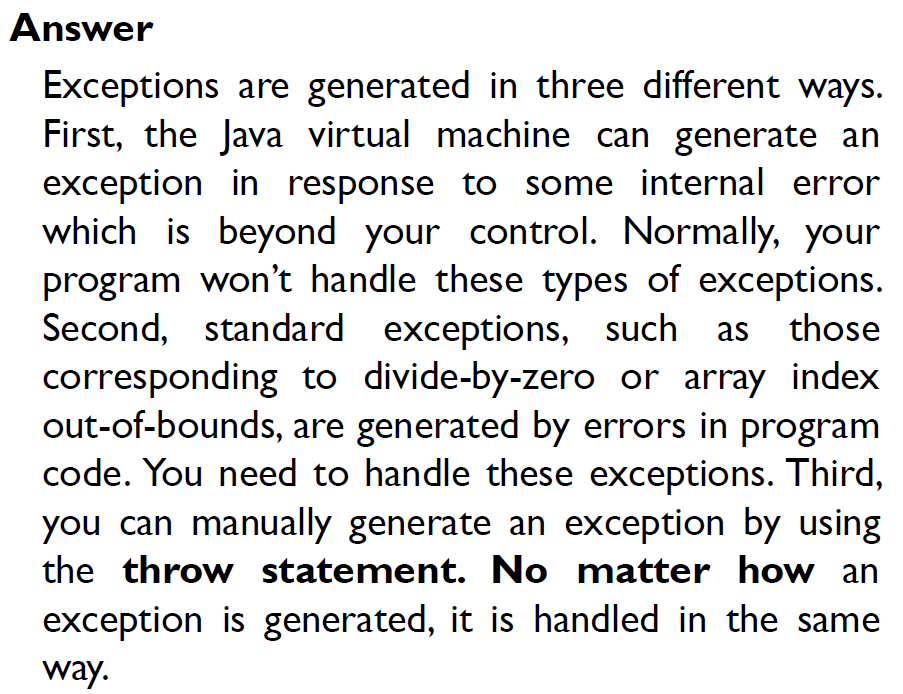 Answer
Exceptions are generated in three different ways.
First, the Java virtual machine can generate an
exception in response to some internal error
which is beyond your control. Normally, your
program won’t handle these types of exceptions.
Second, standard exceptions, such as those
corresponding to divide-by-zero or array index
out-of-bounds, are generated by errors in program
code. You need to handle these exceptions. Third,
you can manually generate an exception by using
the throw statement. No matter how an
exception is generated, it is handled in the same
way.